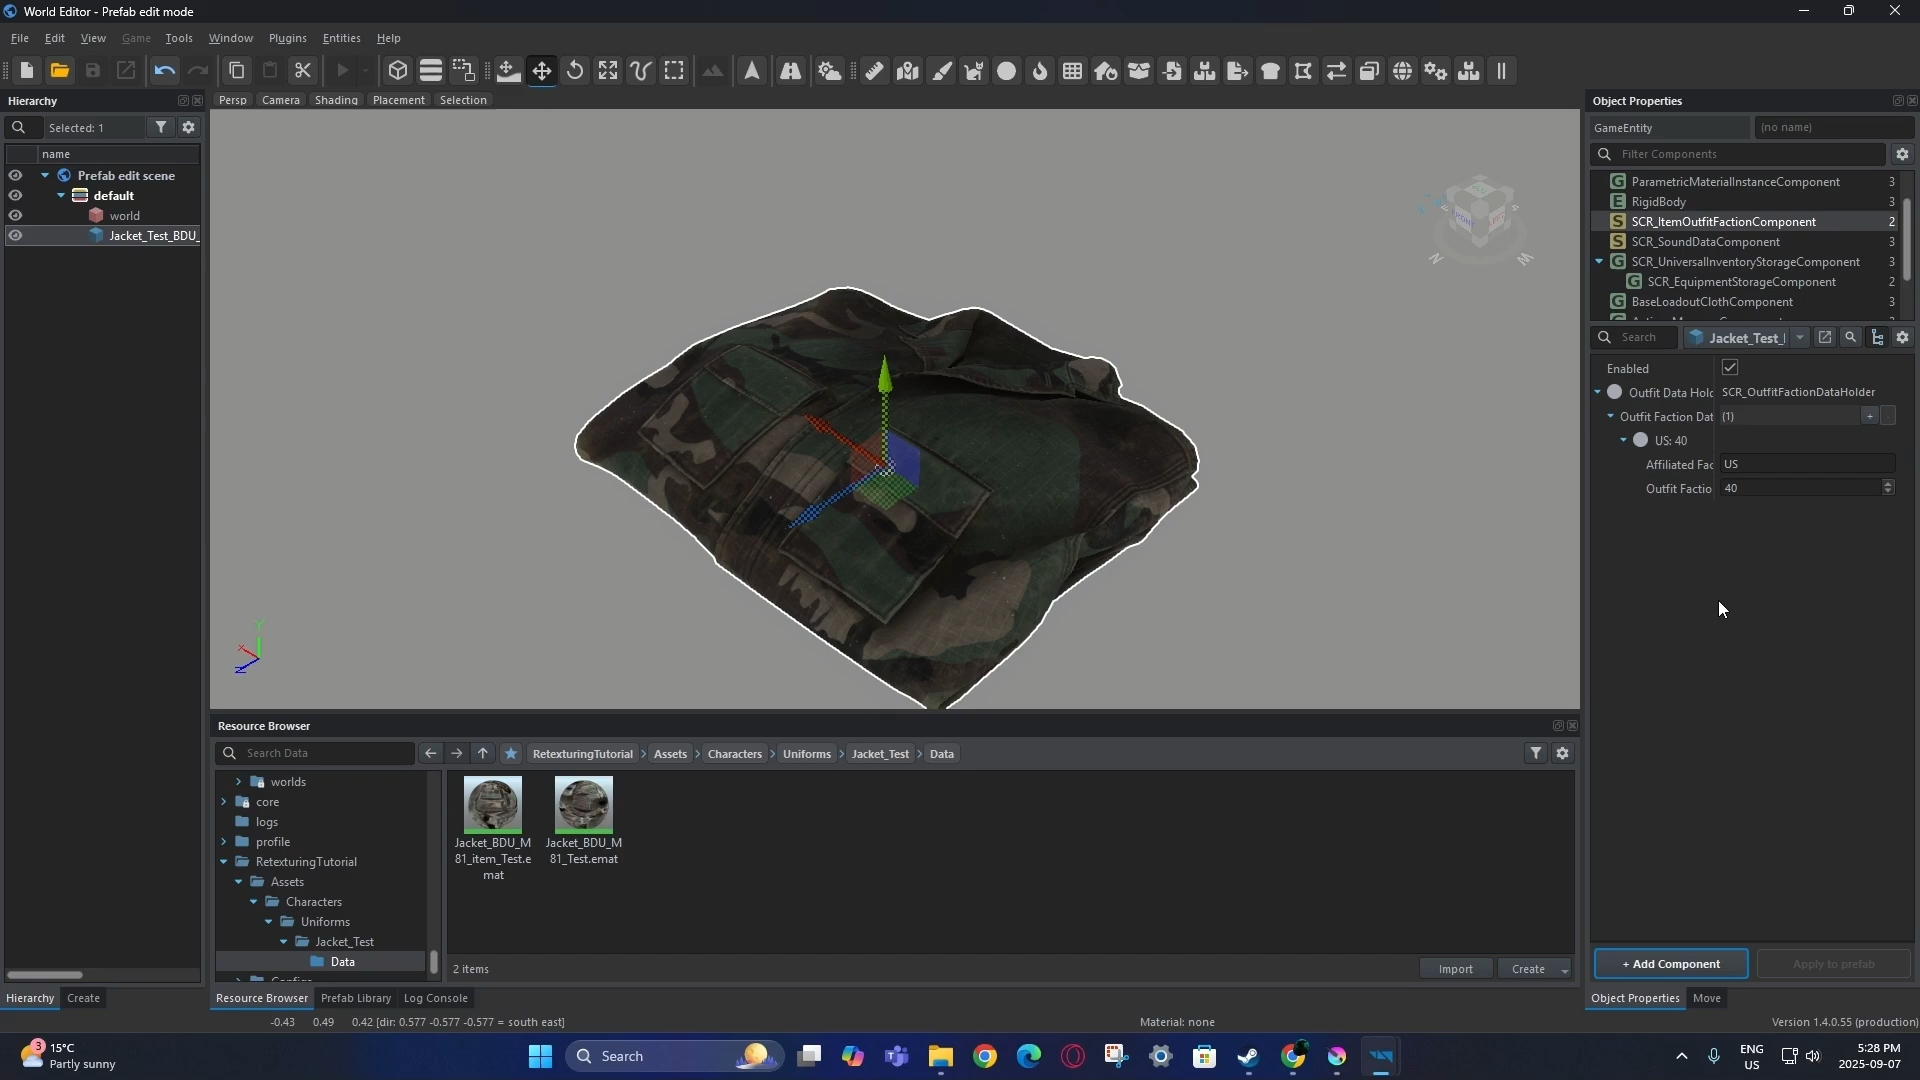 World Editor - Prefab edit mode
File Edit View Game Tools Window Plugins Entities Help
Hierarchy
Selected: 1
name
Prefab edit scene
default
world
Jacket_Test_BDU_
Hierarchy Create
Persp Camera Shading Placement Selection
FRONT
N W
Y
X
Z
Resource Browser
Search Data
RetexturingTutorial > Assets > Characters > Uniforms > Jacket_Test > Data
worlds
core
logs
profile
RetexturingTutorial
Assets
Characters
Uniforms
Jacket_Test
Data
Configs
Jacket_BDU_M
81_item_Test.e
mat
Jacket_BDU_M
81_Test.emat
2 items
Import Create
Resource Browser Prefab Library Log Console
Object Properties
GameEntity (no name)
Filter Components
ParametricMaterialInstanceComponent 3
RigidBody 3
SCR_ItemOutfitFactionComponent 2
SCR_SoundDataComponent 3
SCR_UniversalInventoryStorageComponent 3
SCR_EquipmentStorageComponent 2
BaseLoadoutClothComponent 3
Search Jacket_Test_
Enabled
Outfit Data Hol SCR_OutfitFactionDataHolder
Outfit Faction Dat (1) +
US: 40
Affiliated Fac US
Outfit Factio 40
+ Add Component Apply to prefab
Object Properties Move
-0.43 0.49 0.42 [dir: 0.577 -0.577 -0.577 = south east] Material: none Version 1.4.0.55 (production)
3
15°C
Partly sunny
Search
ENG
US
5:28 PM
2025-09-07